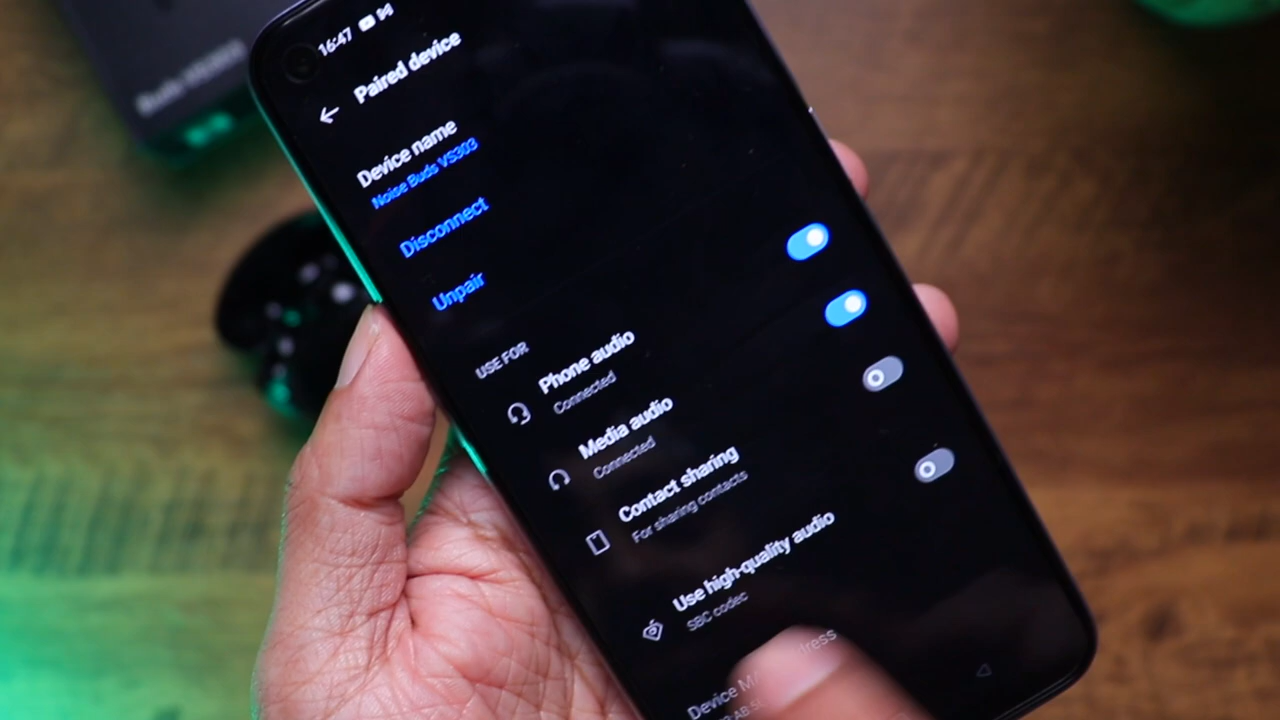 16:47
Paired device
Device name
Noise Buds VS303
Disconnect
Unpair
USE FOR
Phone audio
Connected
Media audio
Connected
Contact sharing
For sharing contacts
Use high-quality audio
SBC codec
Device